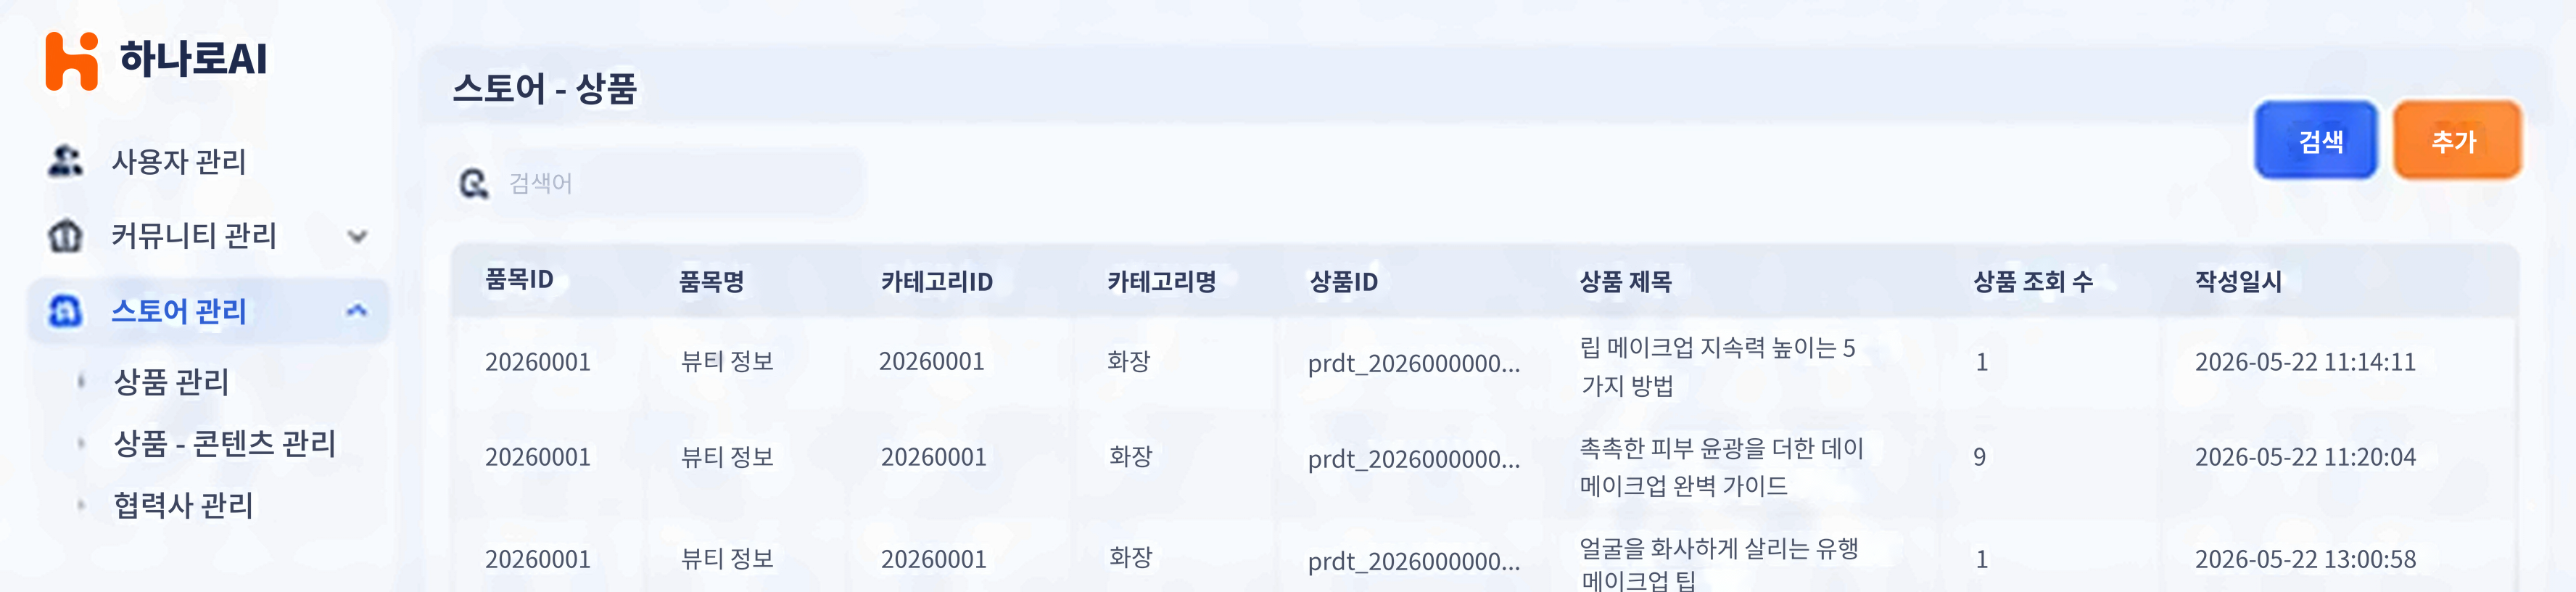 하나로AI
사용자 관리
커뮤니티 관리
스토어 관리
상품 관리
상품 - 콘텐츠 관리
협력사 관리
스토어 - 상품
검색어
검색
추가
품목ID 품목명 카테고리ID 카테고리명 상품ID 상품 제목 상품 조회 수 작성일시
20260001 뷰티 정보 20260001 화장 prdt_2026000000... 립 메이크업 지속력 높이는 5 1 2026-05-22 11:14:11
가지 방법
20260001 뷰티 정보 20260001 화장 prdt_2026000000... 촉촉한 피부 윤광을 더한 데이 9 2026-05-22 11:20:04
메이크업 완벽 가이드
20260001 뷰티 정보 20260001 화장 prdt_2026000000... 얼굴을 화사하게 살리는 유행 1 2026-05-22 13:00:58
메이크업 팁